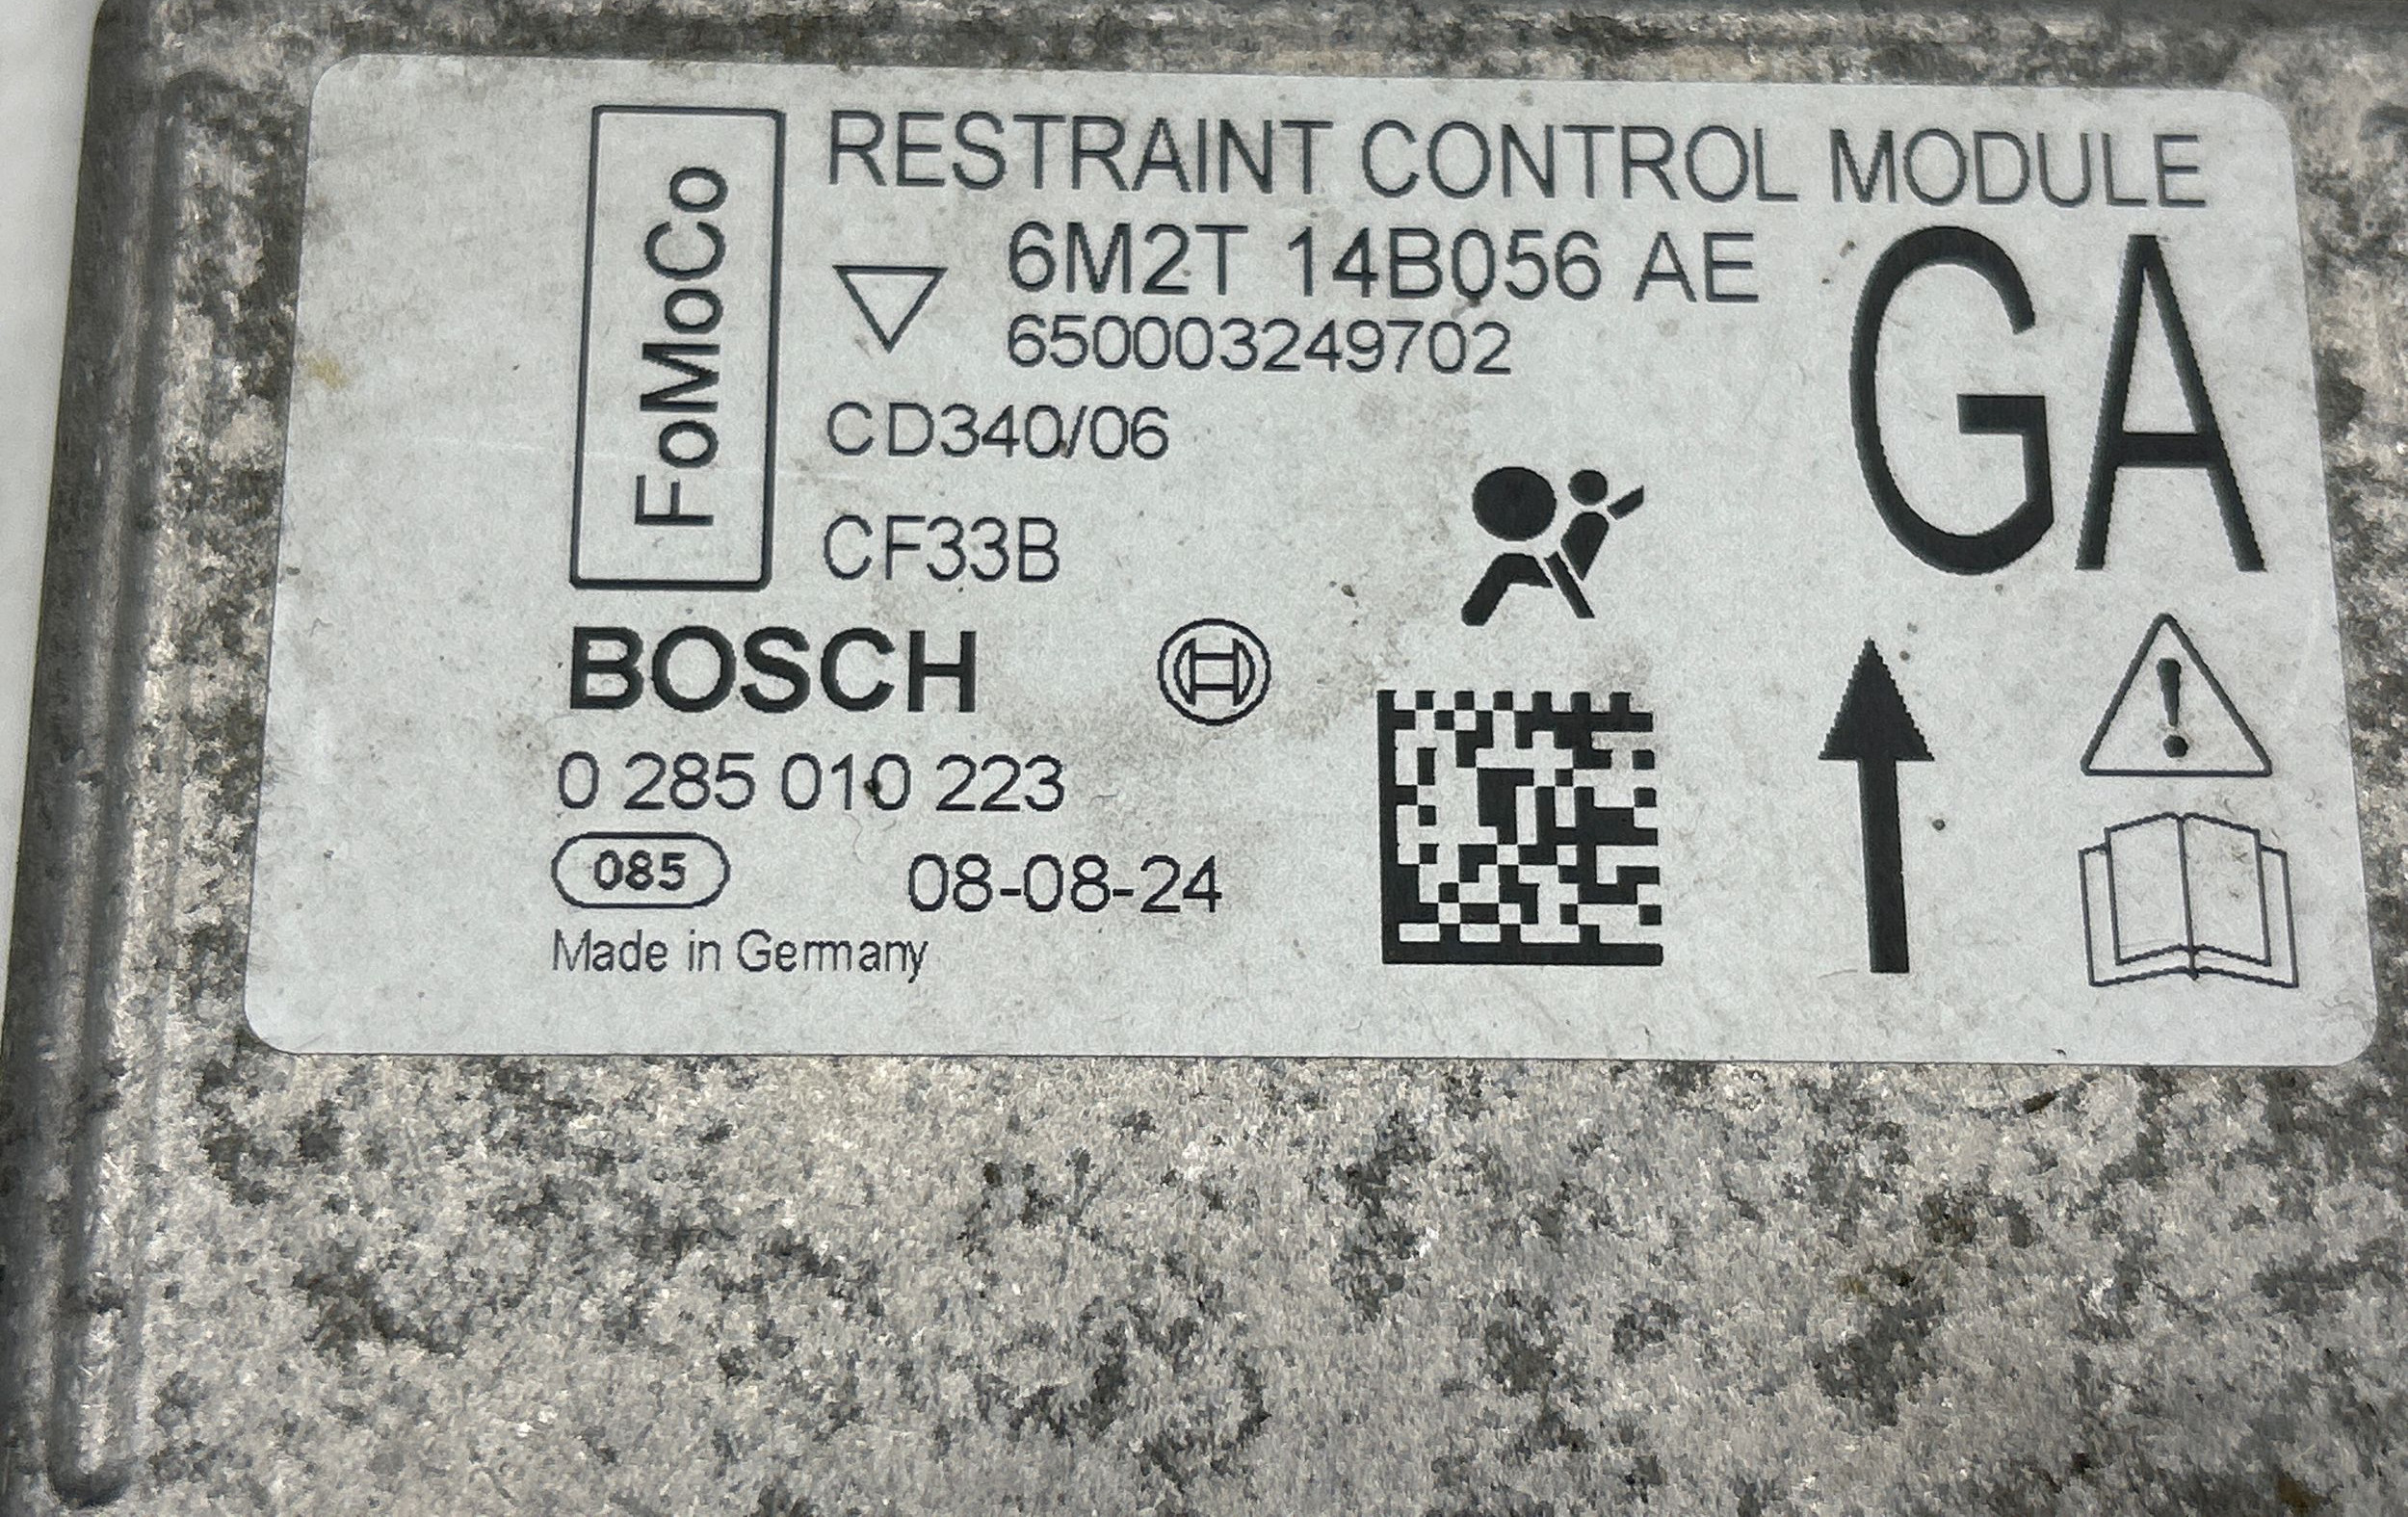 FoMoCo
RESTRAINT CONTROL MODULE
6M2T 14B056 AE
650003249702
GA
CD340/06
CF33B
BOSCH
0 285 010 223
085
08-08-24
Made in Germany